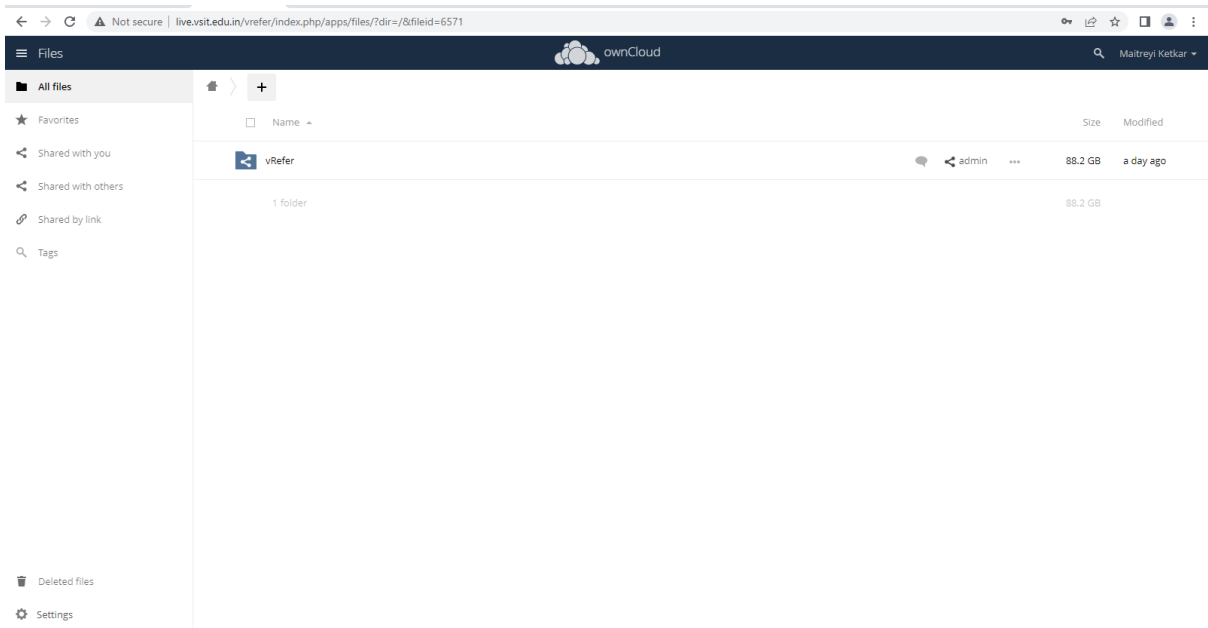 Not secure | live.vsit.edu.in/vrefer/index.php/apps/files/?dir=/&fileid=6571
Files
ownCloud
Maitreyi Ketkar
All files
+
Favorites
Name
Size
Modified
Shared with you
vRefer
admin
...
88.2 GB
a day ago
Shared with others
1 folder
88.2 GB
Shared by link
Tags
Deleted files
Settings